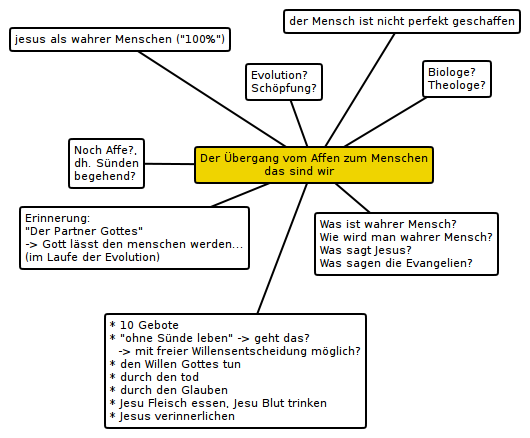 der Mensch ist nicht perfekt geschaffen
jesus als wahrer Menschen ("100%")
Evolution?
Schöpfung?
Biologe?
Theologe?
Noch Affe?,
dh. Sünden
begehend?
Der Übergang vom Affen zum Menschen
das sind wir
Erinnerung:
"Der Partner Gottes"
-> Gott lässt den menschen werden...
(im Laufe der Evolution)
Was ist wahrer Mensch?
Wie wird man wahrer Mensch?
Was sagt Jesus?
Was sagen die Evangelien?
* 10 Gebote
* "ohne Sünde leben" -> geht das?
-> mit freier Willensentscheidung möglich?
* den Willen Gottes tun
* durch den tod
* durch den Glauben
* Jesu Fleisch essen, Jesu Blut trinken
* Jesus verinnerlichen